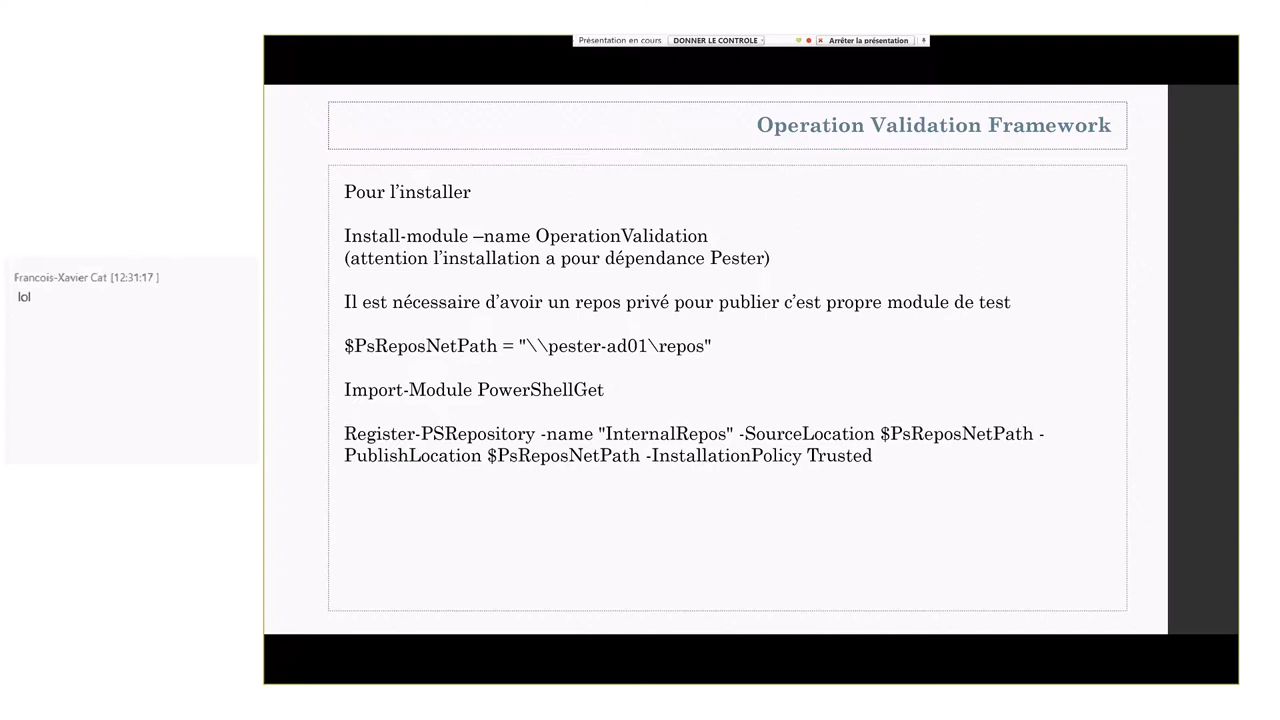 Présentation en cours DONNER LE CONTROLE Arrêter la présentation
Operation Validation Framework
Pour l’installer
Install-module –name OperationValidation
(attention l’installation a pour dépendance Pester)
Il est nécessaire d’avoir un repos privé pour publier c’est propre module de test
$PsReposNetPath = "\\pester-ad01\repos"
Import-Module PowerShellGet
Register-PSRepository -name "InternalRepos" -SourceLocation $PsReposNetPath -
PublishLocation $PsReposNetPath -InstallationPolicy Trusted
Francois-Xavier Cat [12:31:17 ]
lol